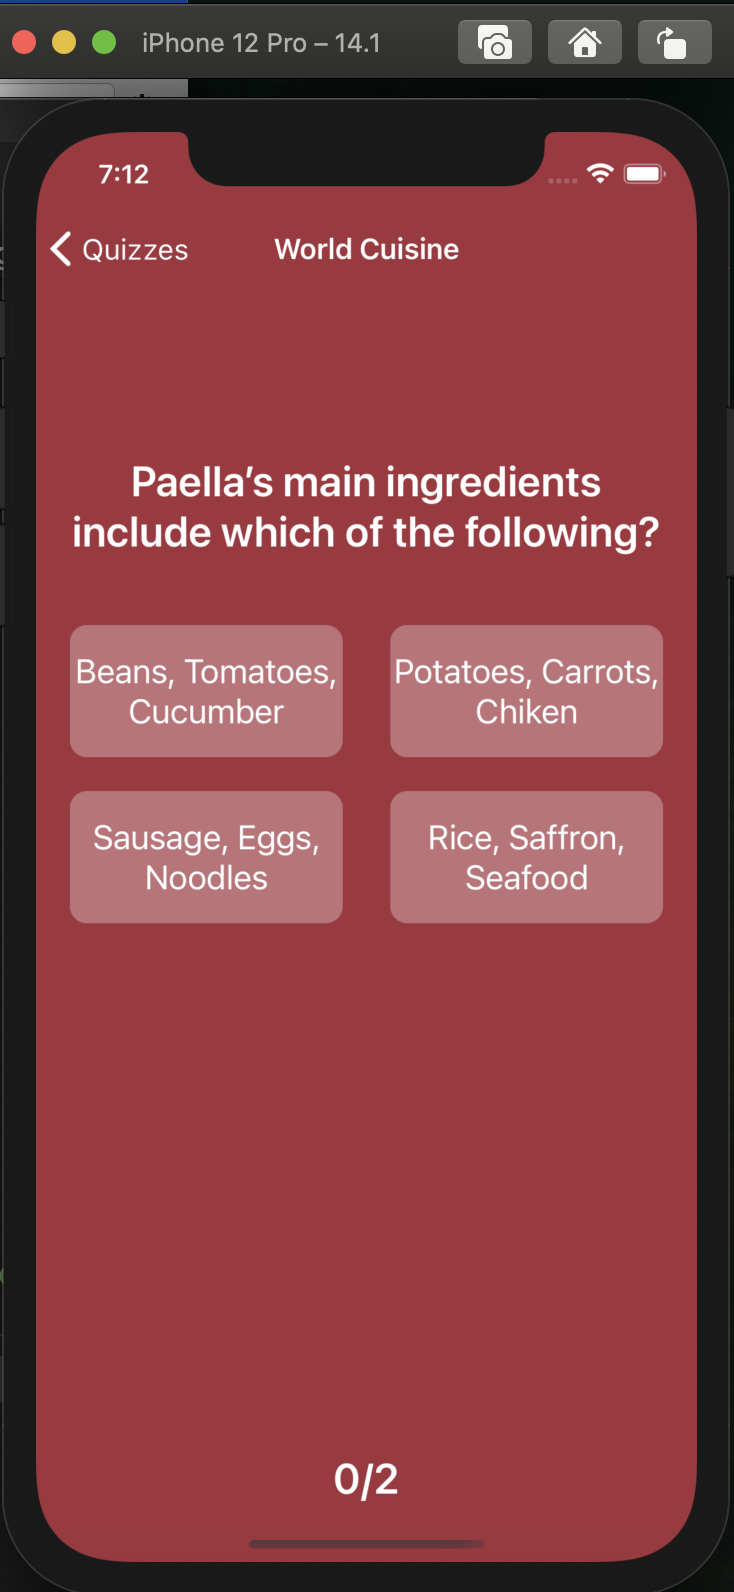 iPhone 12 Pro – 14.1
7:12
Quizzes
World Cuisine
Paella’s main ingredients
include which of the following?
Beans, Tomatoes,
Cucumber
Potatoes, Carrots,
Chiken
Sausage, Eggs,
Noodles
Rice, Saffron,
Seafood
0/2